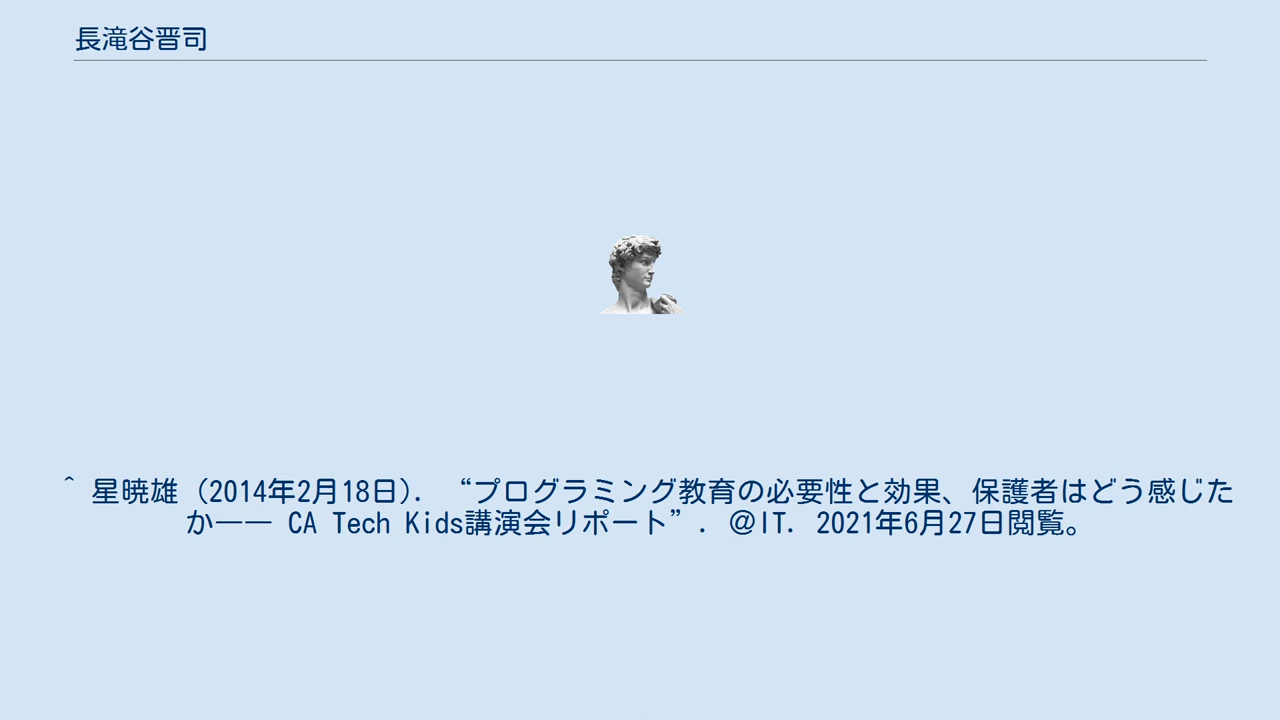 長滝谷晋司
^ 星暁雄 (2014年2月18日). “プログラミング教育の必要性と効果、保護者はどう感じた
か―― CA Tech Kids講演会リポート”. @IT. 2021年6月27日閲覧。